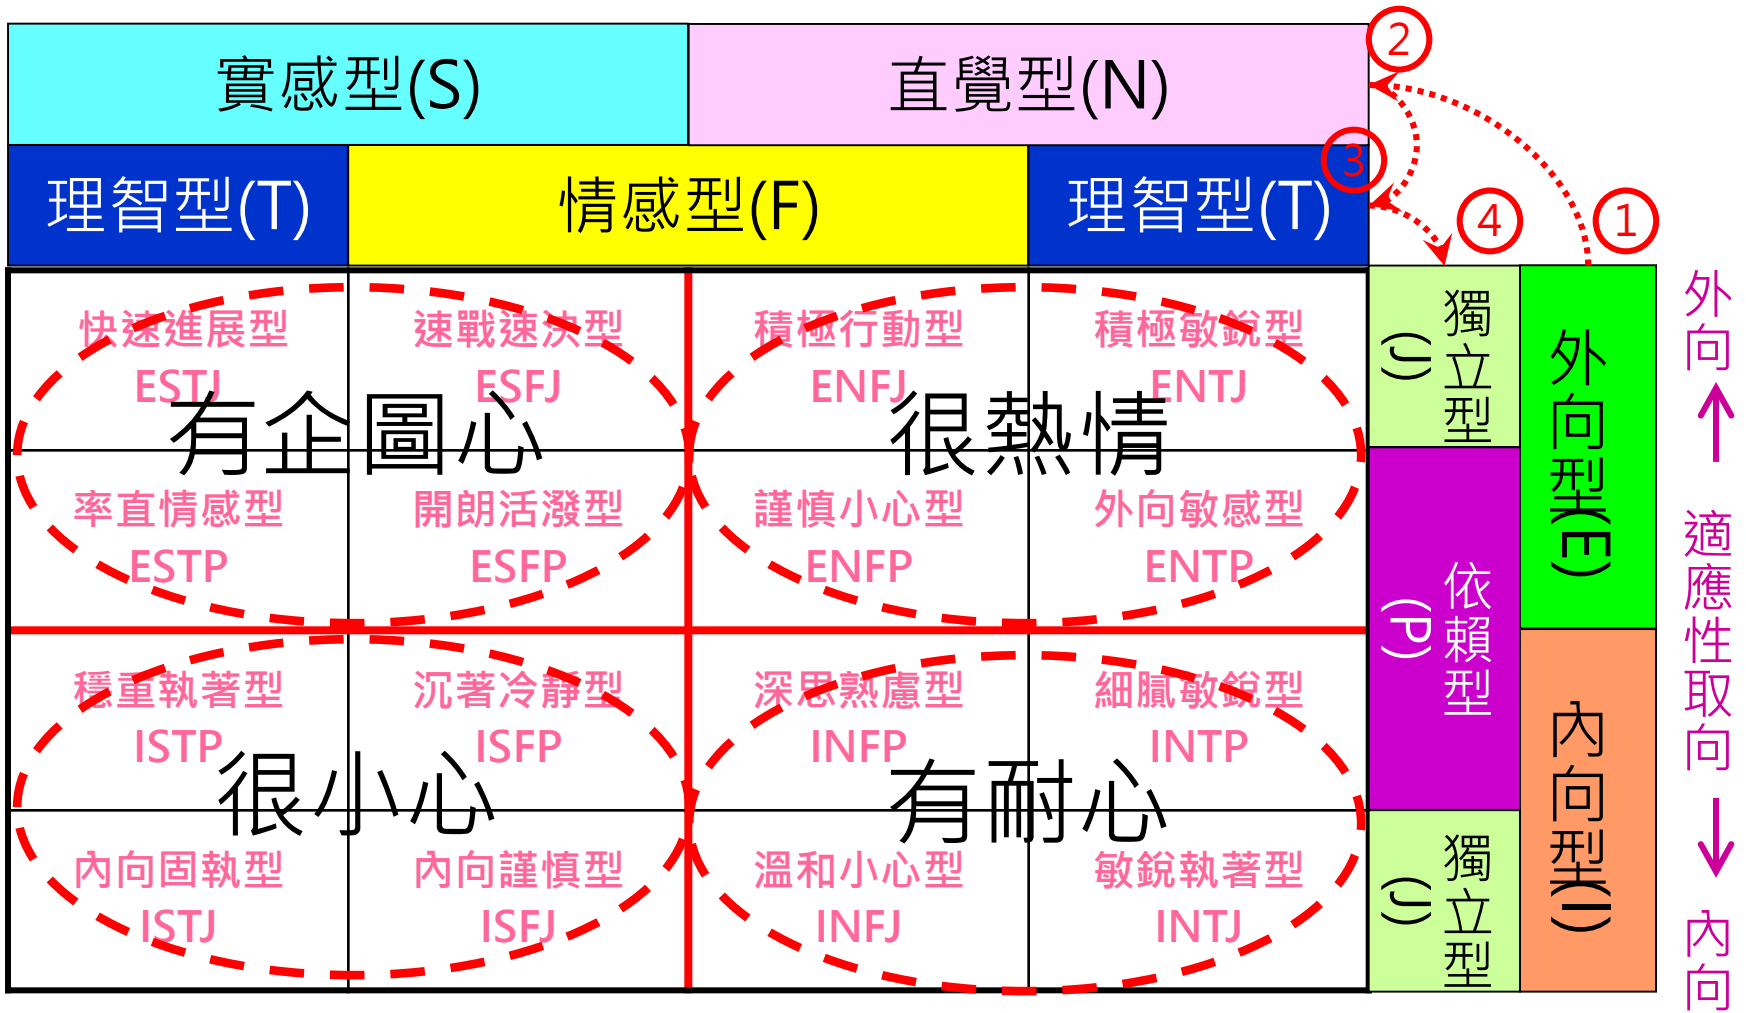 實感型(S)
直覺型(N)
②
理智型(T)
情感型(F)
理智型(T)
③
④
①
快速進展型
ESTJ
速戰速決型
ESFJ
積極行動型
ENFJ
積極敏銳型
ENTJ
有企圖心
很熱情
率直情感型
ESTP
開朗活潑型
ESFP
謹慎小心型
ENFP
外向敏感型
ENTP
穩重執著型
ISTP
沉著冷靜型
ISFP
深思熟慮型
INFP
細膩敏銳型
INTP
很小心
有耐心
內向固執型
ISTJ
內向謹慎型
ISFJ
溫和小心型
INFJ
敏銳執著型
INTJ
獨立型
(J)
依賴型
(P)
獨立型
(J)
外向型(E)
內向型(I)
外向
適應性取向
內向